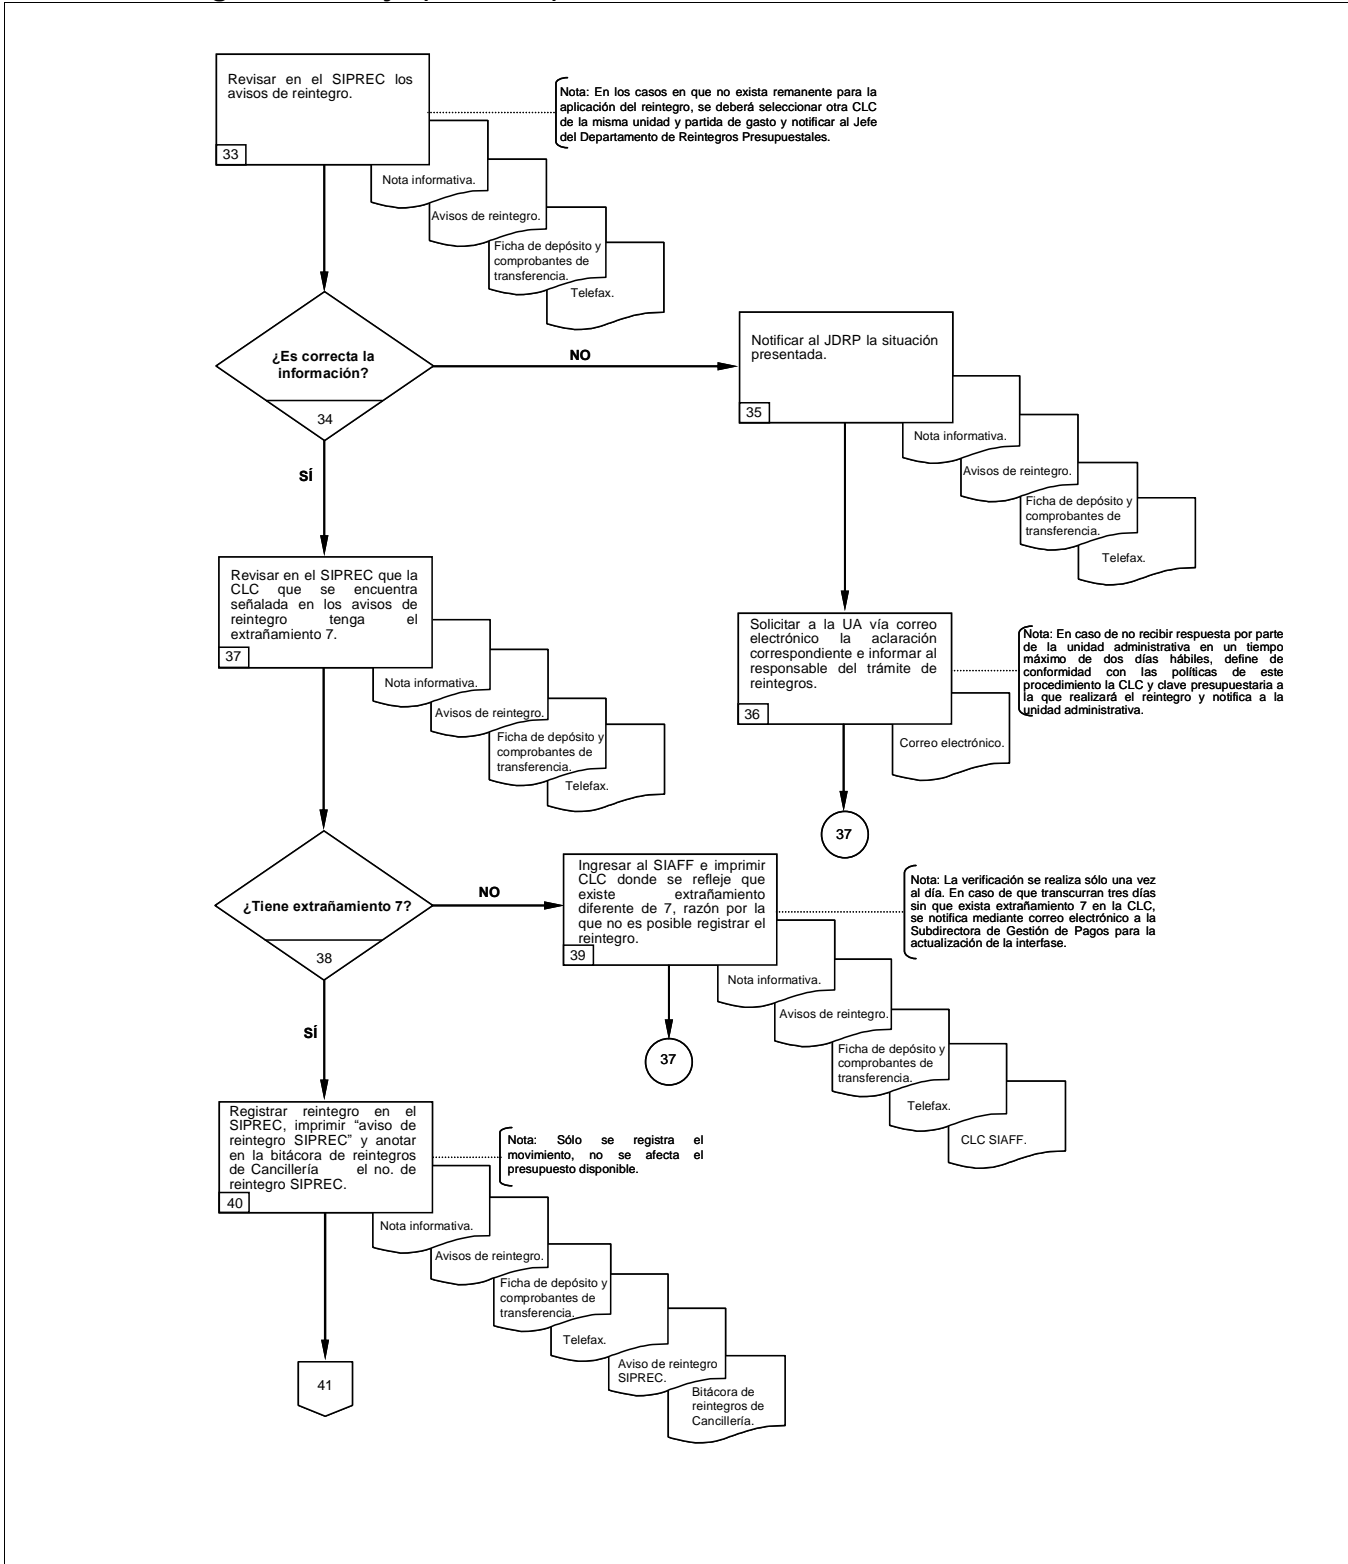 Revisar en el SIPREC los
avisos de reintegro.
33
Nota: En los casos en que no exista remanente para la
aplicación del reintegro, se deberá seleccionar otra CLC
de la misma unidad y partida de gasto y notificar al Jefe
del Departamento de Reintegros Presupuestales.
Nota informativa.
Avisos de reintegro.
Ficha de depósito y
comprobantes de
transferencia.
Telefax.
¿Es correcta la
información?
34
NO
SÍ
Notificar al JDRP la situación
presentada.
35
Nota informativa.
Avisos de reintegro.
Ficha de depósito y
comprobantes de
transferencia.
Telefax.
Solicitar a la UA vía correo
electrónico la aclaración
correspondiente e informar al
responsable del trámite de
reintegros.
36
Nota: En caso de no recibir respuesta por parte
de la unidad administrativa en un tiempo
máximo de dos días hábiles, define de
conformidad con las políticas de este
procedimiento la CLC y clave presupuestaria a
la que realizará el reintegro y notifica a la
unidad administrativa.
Correo electrónico.
37
Revisar en el SIPREC que la
CLC que se encuentra
señalada en los avisos de
reintegro tenga el
extrañamiento 7.
37
Nota informativa.
Avisos de reintegro.
Ficha de depósito y
comprobantes de
transferencia.
Telefax.
¿Tiene extrañamiento 7?
38
NO
SÍ
Ingresar al SIAFF e imprimir
CLC donde se refleje que
existe extrañamiento
diferente de 7, razón por la
que no es posible registrar el
reintegro.
39
Nota: La verificación se realiza sólo una vez
al día. En caso de que transcurran tres días
sin que exista extrañamiento 7 en la CLC,
se notifica mediante correo electrónico a la
Subdirectora de Gestión de Pagos para la
actualización de la interfase.
Nota informativa.
Avisos de reintegro.
Ficha de depósito y
comprobantes de
transferencia.
Telefax.
CLC SIAFF.
37
Registrar reintegro en el
SIPREC, imprimir “aviso de
reintegro SIPREC” y anotar
en la bitácora de reintegros
de Cancillería el no. de
reintegro SIPREC.
40
Nota: Sólo se registra el
movimiento, no se afecta el
presupuesto disponible.
Nota informativa.
Avisos de reintegro.
Ficha de depósito y
comprobantes de
transferencia.
Telefax.
Aviso de reintegro
SIPREC.
Bitácora de
reintegros de
Cancillería.
41